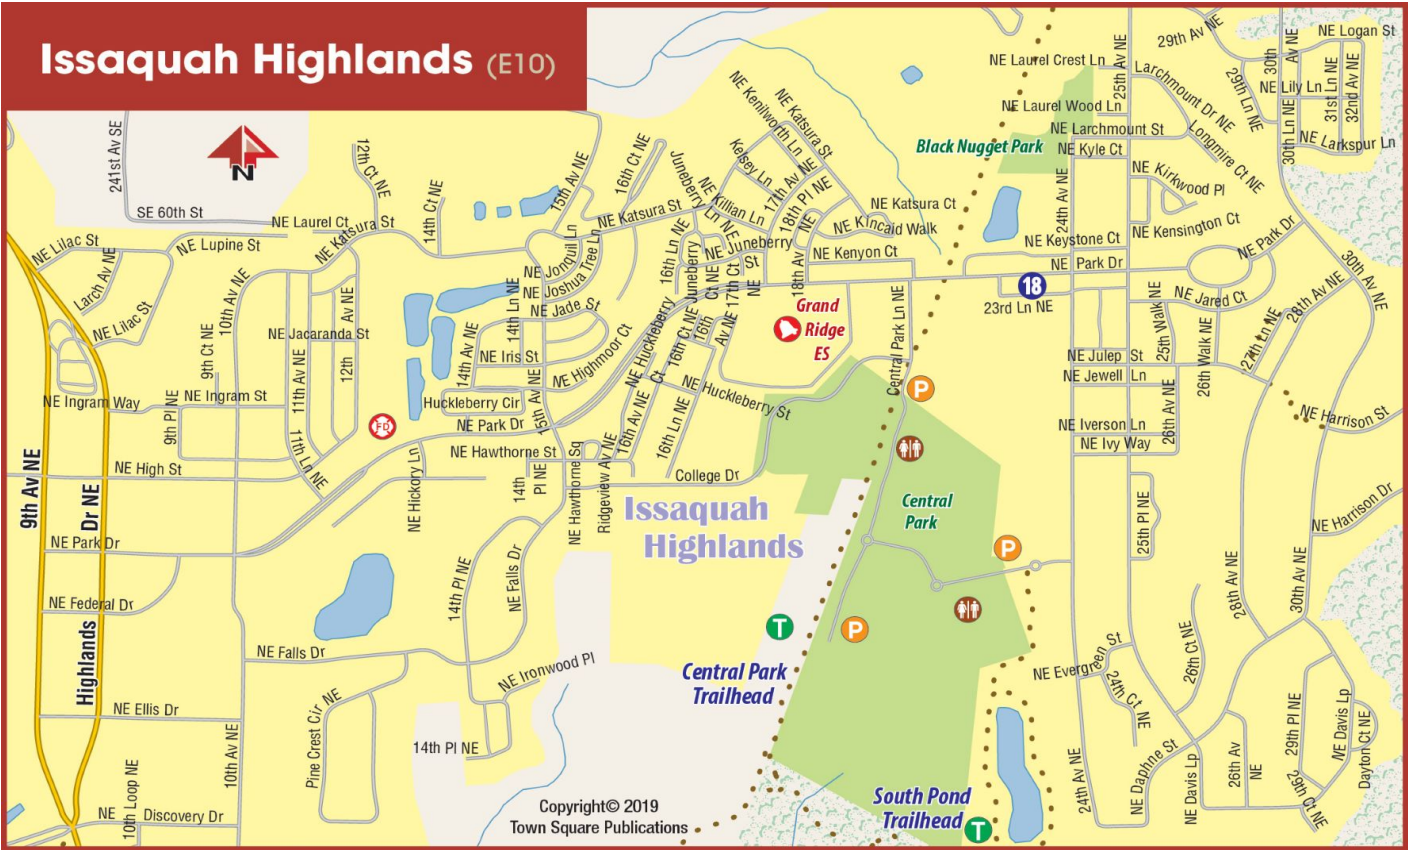 Issaquah Highlands (E10)
29th Av NE
30th
Av NE
NE Logan St
NE Laurel Crest Ln
25th Av NE
Larchmount Dr NE
29th Ln NE
NE Lily Ln
31st Ln NE
32nd Av NE
NE Laurel Wood Ln
30th Ln NE
NE Larkspur Ln
NE Larchmount St
Longmire Ct NE
Black Nugget Park
NE Kyle Ct
NE Kirkwood Pl
24th Av NE
NE Kensington Ct
NE Keystone Ct
NE Park Dr
NE Park Dr
30th Av NE
18
23rd Ln NE
NE Jared Ct
28th Av NE
25th Walk NE
26th Walk NE
27th Ln NE
NE Julep St
NE Jewell Ln
26th Av NE
NE Iverson Ln
NE Ivy Way
NE Harrison St
NE Harrison Dr
25th Pl NE
28th Av NE
30th Av NE
241st Av SE
N
SE 60th St
12th Ct NE
14th Ct NE
NE Laurel Ct
NE Katsura St
NE Lilac St
NE Lupine St
Larch Av NE
NE Lilac St
10th Av NE
9th Ct NE
NE Jacaranda St
Av NE
12th
11th Av NE
NE Ingram Way
NE Ingram St
9th Pl NE
11th Ln NE
NE High St
9th Av NE
Dr NE
Highlands
NE Park Dr
NE Federal Dr
NE Falls Dr
NE Ellis Dr
10th Av NE
10th Loop NE
NE
Discovery Dr
Pine Crest Cir NE
15th Av NE
16th Ct NE
NE Katsura St
Juneberry Ln NE
NE Kenilworth Ln
NE Katsura St
Kelsey Ln
17th Av NE
18th Pl NE
NE Killian Ln
NE Katsura Ct
NE Kincaid Walk
NE Kenyon Ct
NE Juneberry
St
18th Av
NE
16th Ln NE
Juneberry
Ct NE
17th Ct
NE
NE Jonquil Ln
NE Joshua Tree Ln
NE Jade St
14th Ln NE
14th Av NE
NE Iris St
NE Highmoor Ct
Huckleberry Cir
15th Av NE
NE Park Dr
NE Huckleberry
Ct
16th Ct NE
16th
Av NE
NE Huckleberry St
16th Av NE
16th Ln NE
NE Hawthorne St
NE Hawthorne Sq
Ridgeview Av NE
14th
Pl NE
NE Hickory Ln
College Dr
FD
Grand
Ridge
ES
Central Park Ln NE
P
Central
Park
P
P
Issaquah
Highlands
14th Pl NE
NE Falls Dr
NE Ironwood Pl
14th Pl NE
T
Central Park
Trailhead
South Pond
Trailhead
T
NE Evergreen St
24th Ct NE
26th Ct NE
24th Av NE
NE Daphne St
NE Davis Lp
26th Av
NE
29th Pl NE
NE Davis Lp
Dayton Ct NE
29th Ct NE
Copyright© 2019
Town Square Publications